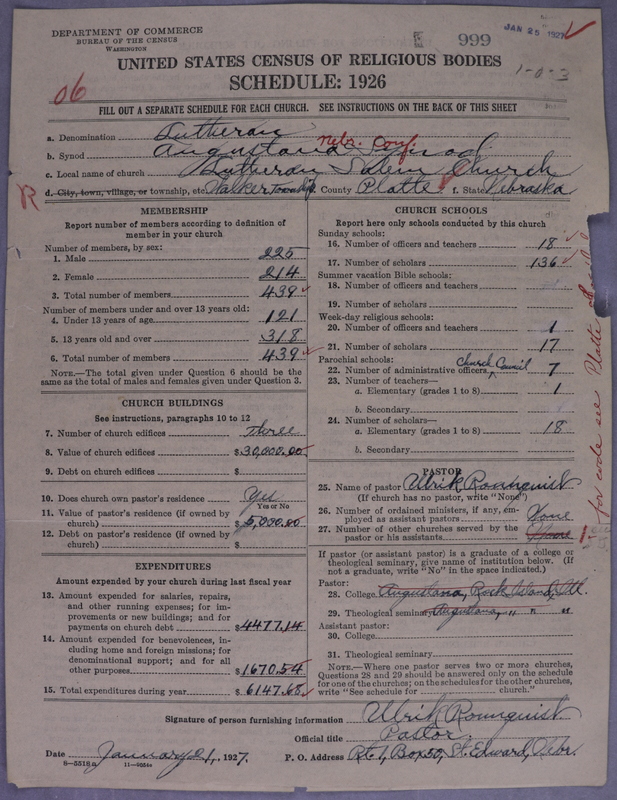 DEPARTMENT OF COMMERCE
BUREAU OF THE CENSUS
WASHINGTON
999
JAN 25 1927
1-0-3
UNITED STATES CENSUS OF RELIGIOUS BODIES
SCHEDULE: 1926
06
FILL OUT A SEPARATE SCHEDULE FOR EACH CHURCH. SEE INSTRUCTIONS ON THE BACK OF THIS SHEET
a. Denomination Lutheran
Nebr. Conf.
b. Synod Augustana Synod
c. Local name of church Lutheran Salem Church
R
d. City, town, village, or township, etc. Walker Township e. County Platte f. State Nebraska
MEMBERSHIP
Report number of members according to definition of member in your church
Number of members, by sex:
1. Male 225
2. Female 214
3. Total number of members 439
Number of members under and over 13 years old:
4. Under 13 years of age 121
5. 13 years old and over 318
6. Total number of members 439
NOTE.—The total given under Question 6 should be the same as the total of males and females given under Question 3.
CHURCH BUILDINGS
See instructions, paragraphs 10 to 12
7. Number of church edifices Three
8. Value of church edifices $30,000.00
9. Debt on church edifices $
10. Does church own pastor's residence? Yes
Yes or No
11. Value of pastor's residence (if owned by church) $5,000.00
12. Debt on pastor's residence (if owned by church) $
EXPENDITURES
Amount expended by your church during last fiscal year
13. Amount expended for salaries, repairs, and other running expenses; for improvements or new buildings; and for payments on church debt $4477.14
14. Amount expended for benevolences, including home and foreign missions; for denominational support; and for all other purposes $1670.54
15. Total expenditures during year $6147.68
CHURCH SCHOOLS
Report here only schools conducted by this church
Sunday schools:
16. Number of officers and teachers 18
17. Number of scholars 136
Summer vacation Bible schools:
18. Number of officers and teachers
19. Number of scholars
Week-day religious schools:
20. Number of officers and teachers 1
21. Number of scholars 17
Parochial schools:
22. Number of administrative officers Church Council 7
23. Number of teachers—
a. Elementary (grades 1 to 8) 1
b. Secondary
24. Number of scholars—
a. Elementary (grades 1 to 8) 18
b. Secondary
PASTOR
25. Name of pastor Ulrik Ronnquist
(If church has no pastor, write "None")
26. Number of ordained ministers, if any, employed as assistant pastors None
27. Number of other churches served by the pastor or his assistants None 1
If pastor (or assistant pastor) is a graduate of a college or theological seminary, give name of institution below. (If not a graduate, write "No" in the space indicated.)
Pastor:
28. College Augustana, Rock Island, Ill.
29. Theological seminary Augustana, " " "
Assistant pastor:
30. College
31. Theological seminary
NOTE.—Where one pastor serves two or more churches, Questions 28 and 29 should be answered only on the schedule for one of the churches; on the schedules for the other churches, write "See schedule for ............ church."
for code see Platte
Signature of person furnishing information Ulrik Ronnquist
Official title Pastor
Date January 21, 1927. P. O. Address Rt. 1, Box 50, St. Edward, Nebr.
8—5518a 11—9554a